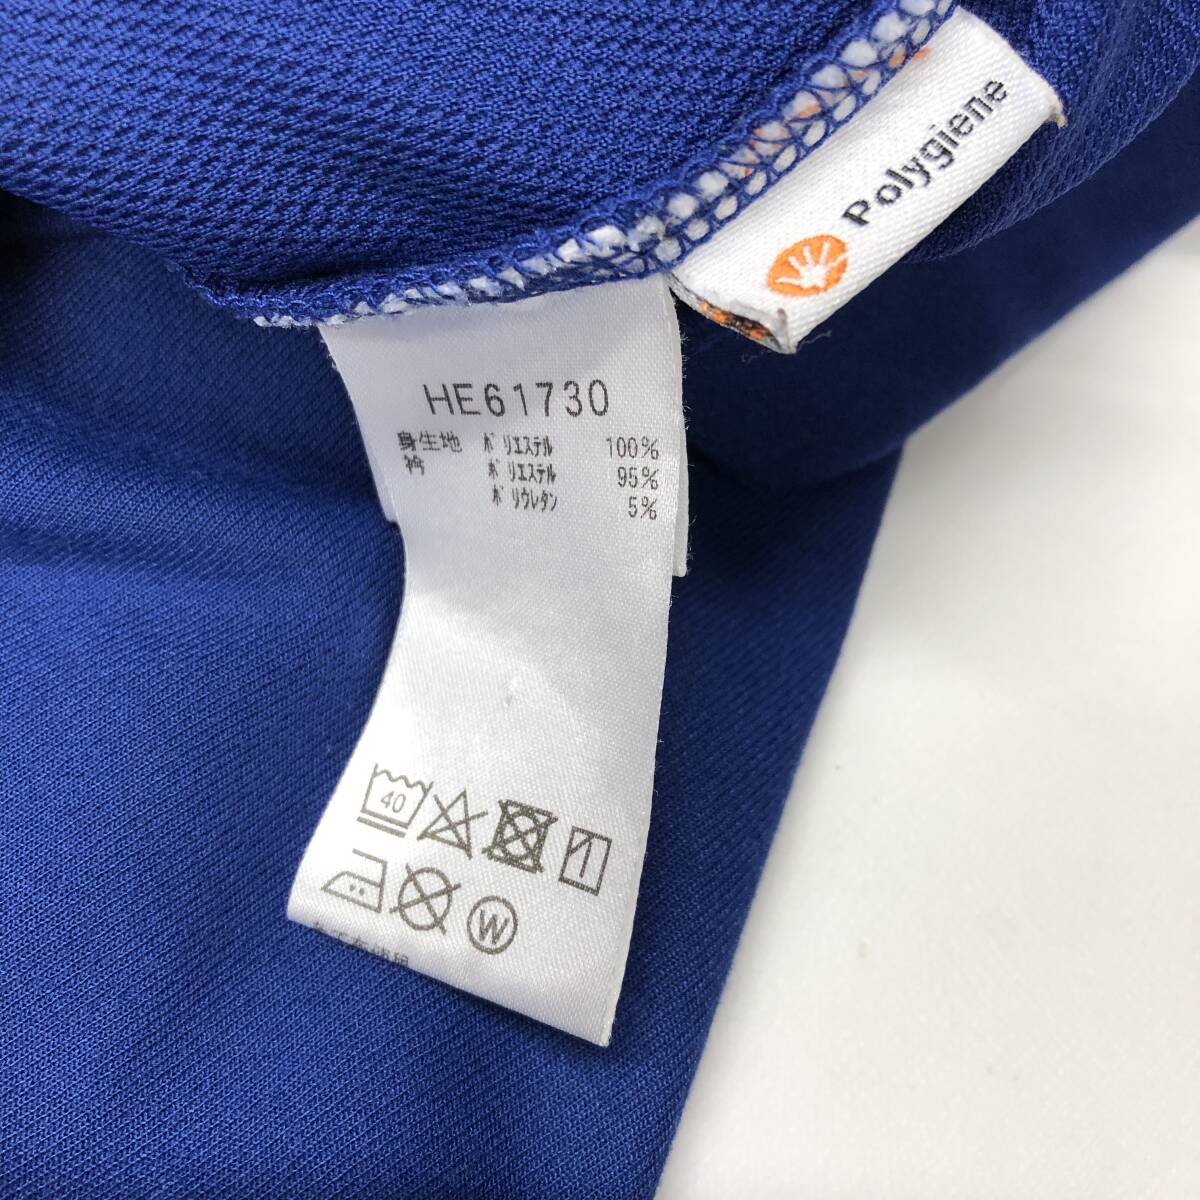 Polygiene
HE61730
身生地 ポリエステル 100%
衿 ポリエステル 95%
ポリウレタン 5%
40
W